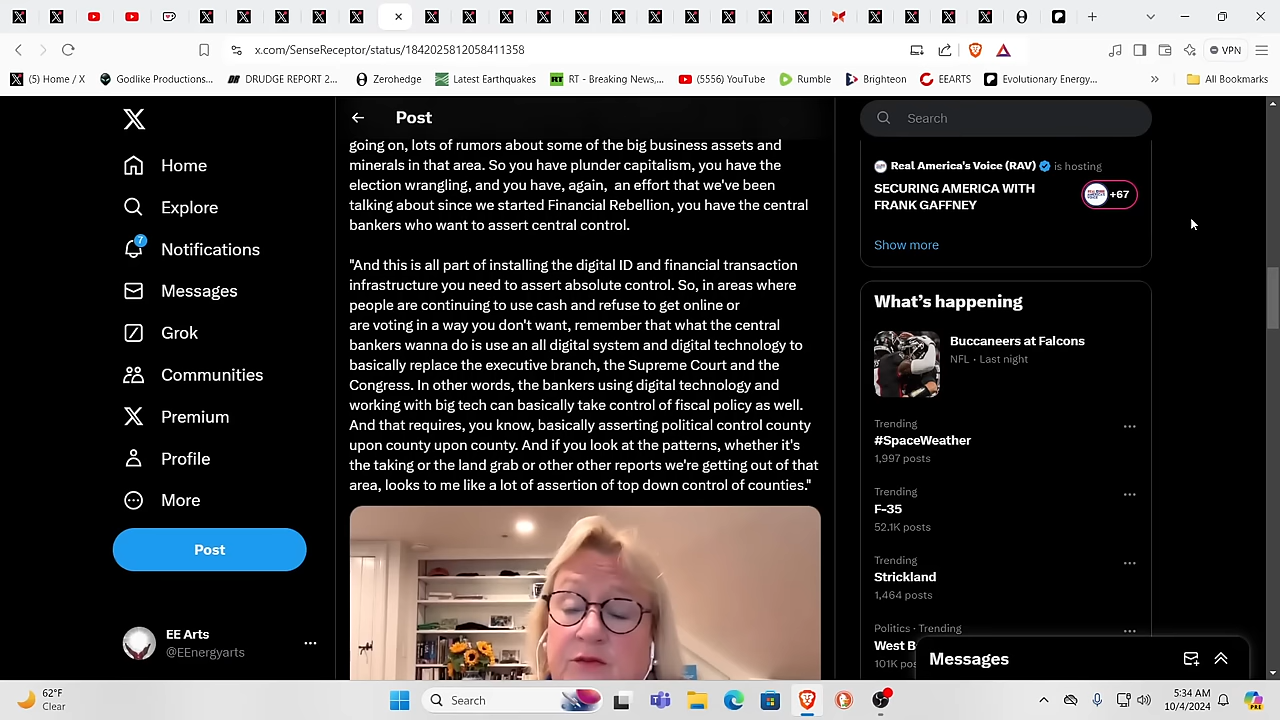 x.com/SenseReceptor/status/1842025812058411358
VPN
(5) Home / X
Godlike Productions...
DRUDGE REPORT 2...
Zerohedge
Latest Earthquakes
RT - Breaking News,...
(5556) YouTube
Rumble
Brighteon
EEARTS
Evolutionary Energy...
All Bookmarks
Home
Explore
7
Notifications
Messages
Grok
Communities
Premium
Profile
More
Post
EE Arts
@EEnergyarts
Post
going on, lots of rumors about some of the big business assets and
minerals in that area. So you have plunder capitalism, you have the
election wrangling, and you have, again, an effort that we've been
talking about since we started Financial Rebellion, you have the central
bankers who want to assert central control.
"And this is all part of installing the digital ID and financial transaction
infrastructure you need to assert absolute control. So, in areas where
people are continuing to use cash and refuse to get online or
are voting in a way you don't want, remember that what the central
bankers wanna do is use an all digital system and digital technology to
basically replace the executive branch, the Supreme Court and the
Congress. In other words, the bankers using digital technology and
working with big tech can basically take control of fiscal policy as well.
And that requires, you know, basically asserting political control county
upon county upon county. And if you look at the patterns, whether it's
the taking or the land grab or other other reports we're getting out of that
area, looks to me like a lot of assertion of top down control of counties."
Search
Real America's Voice (RAV) is hosting
SECURING AMERICA WITH
FRANK GAFFNEY
+67
Show more
What's happening
Buccaneers at Falcons
NFL · Last night
Trending
#SpaceWeather
1,997 posts
Trending
F-35
52.1K posts
Trending
Strickland
1,464 posts
Politics · Trending
West B
101K pos
Messages
62°F
Clear
Search
5:34 AM
10/4/2024